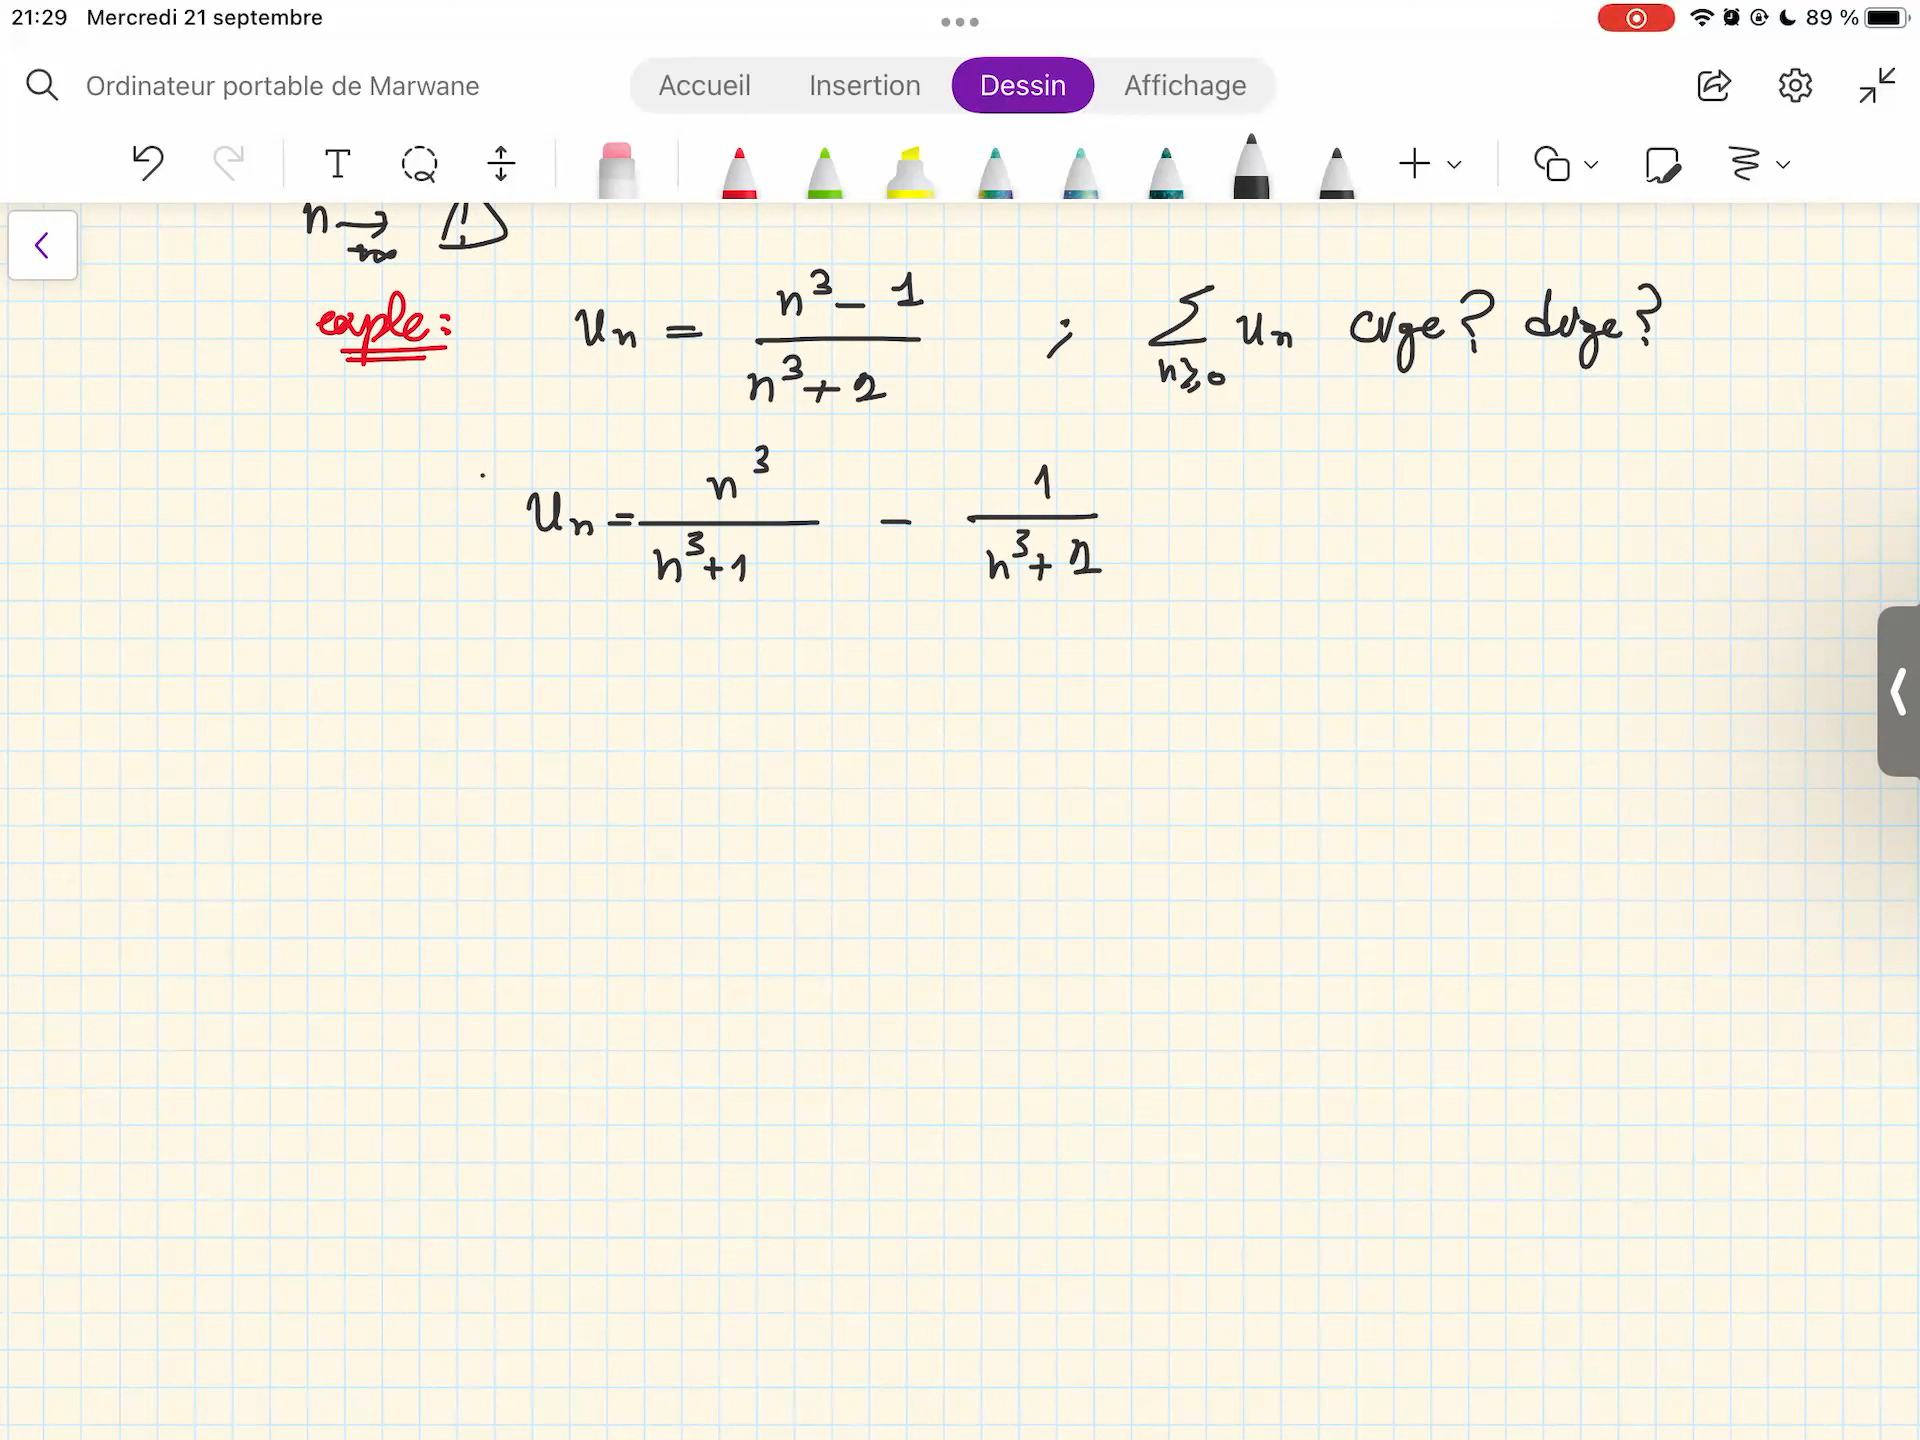 21:29 Mercredi 21 septembre 89 %
Ordinateur portable de Marwane Accueil Insertion Dessin Affichage
T
n → +∞
exple:
uₙ = (n³ - 1)/(n³ + 2) ; ∑ n≥0 uₙ cvge? dvge?
uₙ = n³/(n³+1) - 1/(n³+2)